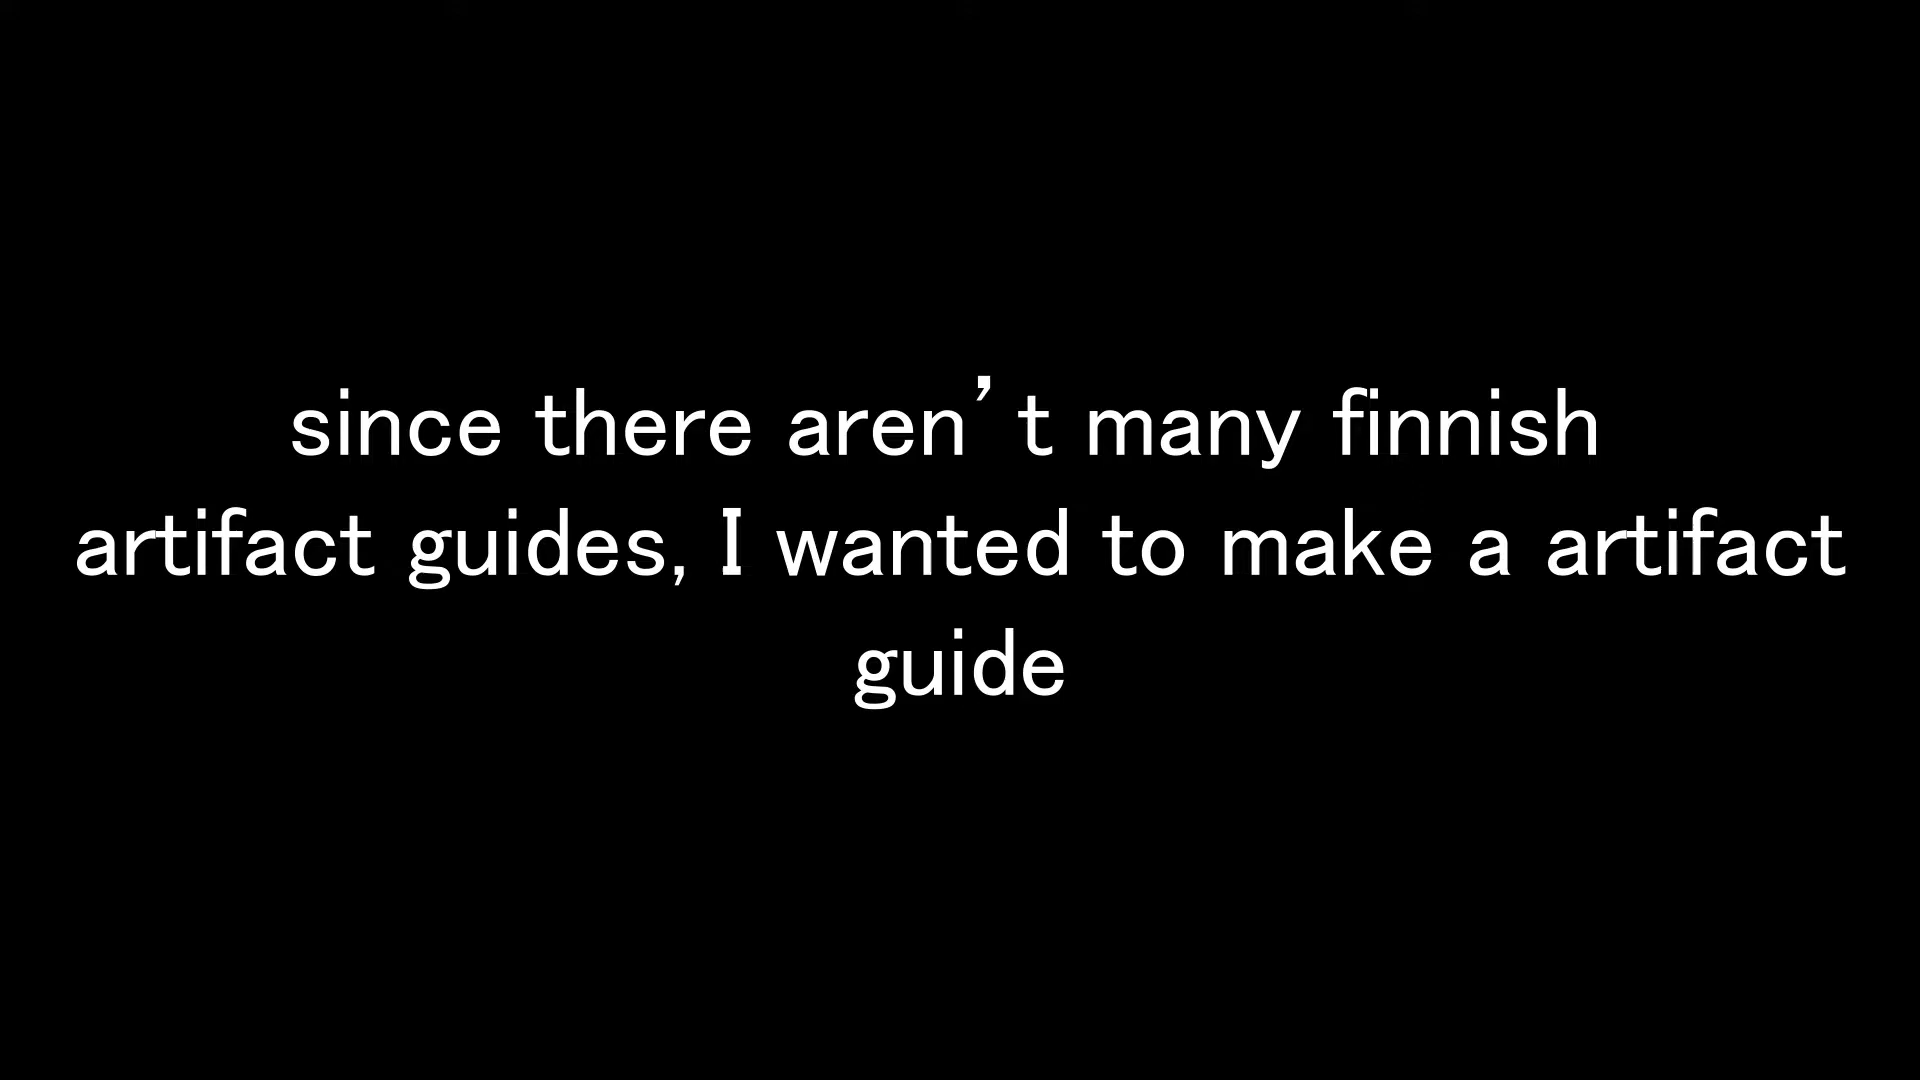 since there aren't many finnish
artifact guides, I wanted to make a artifact
guide